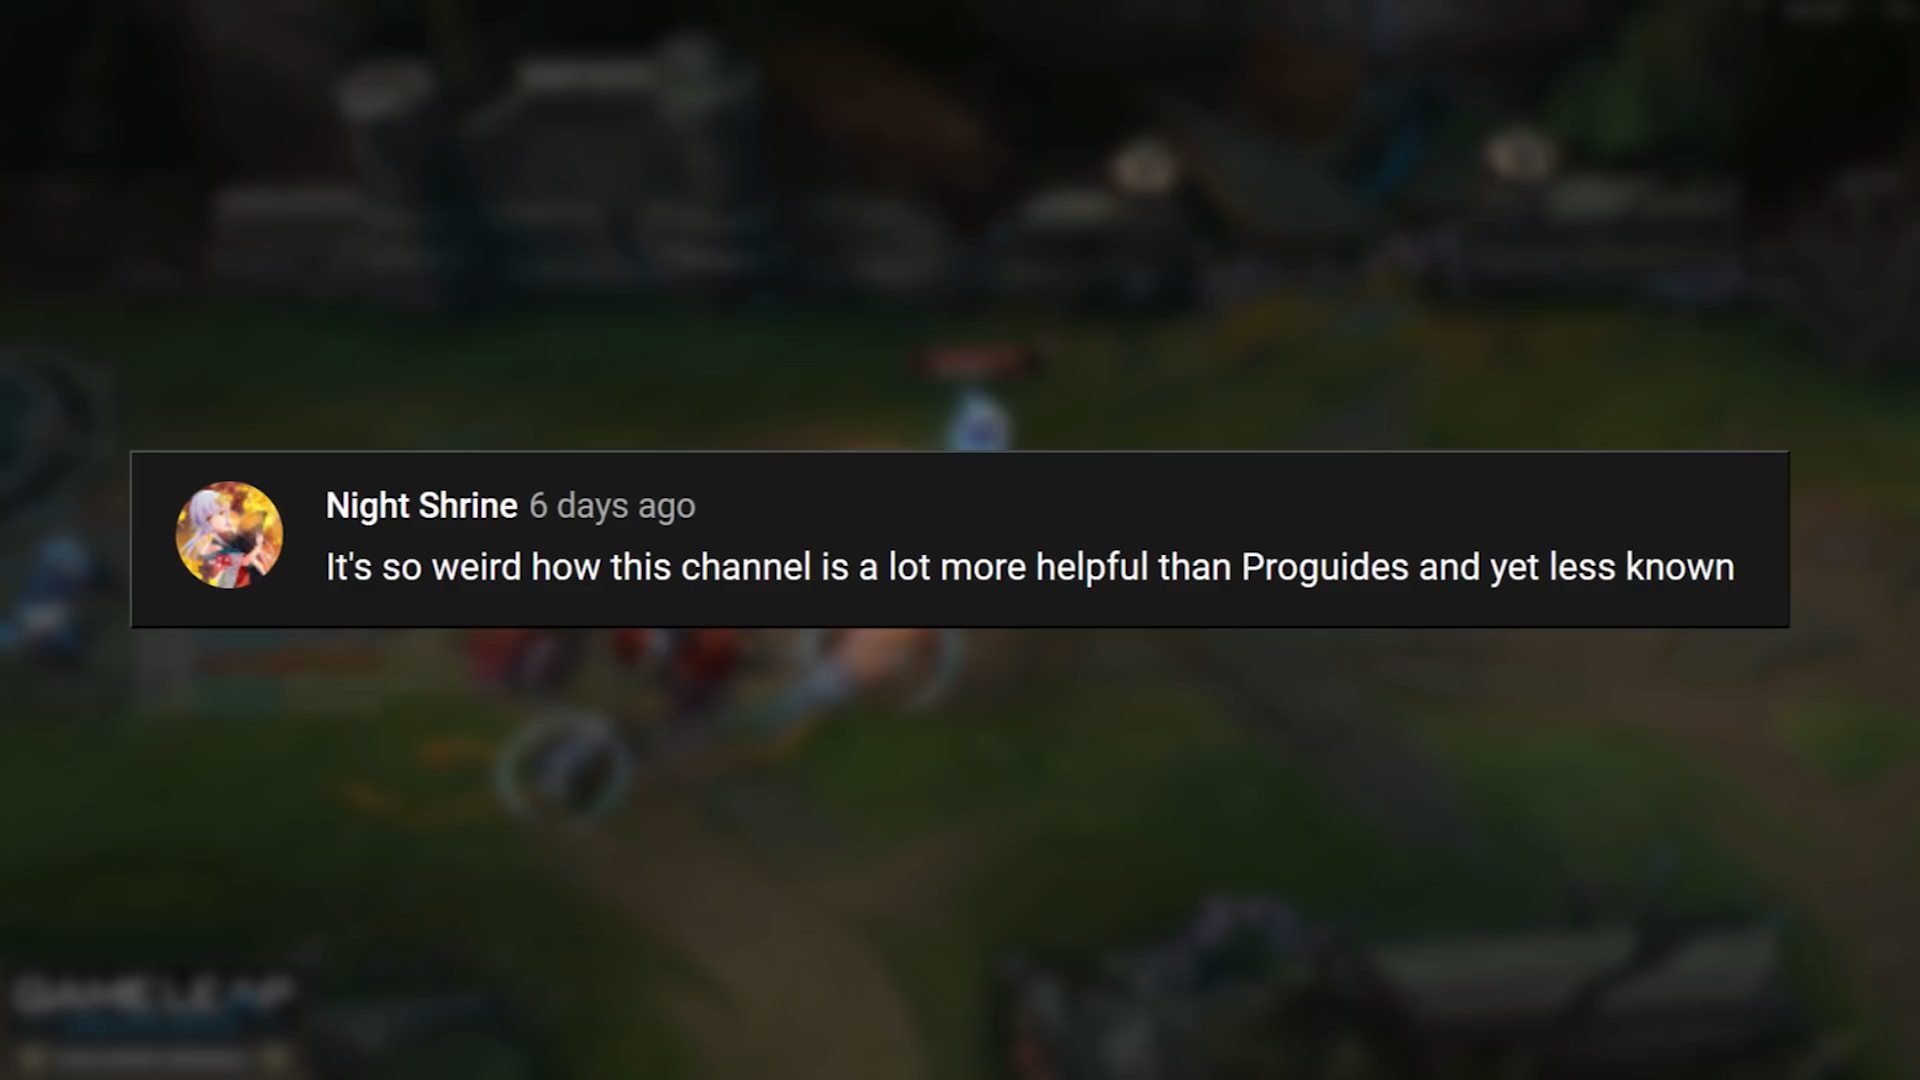 Night Shrine 6 days ago
It's so weird how this channel is a lot more helpful than Proguides and yet less known
GAMELEAP